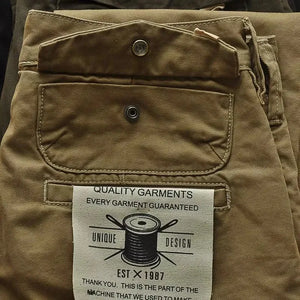 QUALITY GARMENTS
EVERY GARMENT GUARANTEED
UNIQUE DESIGN
EST X 1987
THANK YOU. THIS IS THE PART OF THE
MACHINE THAT WE USED TO MAKE